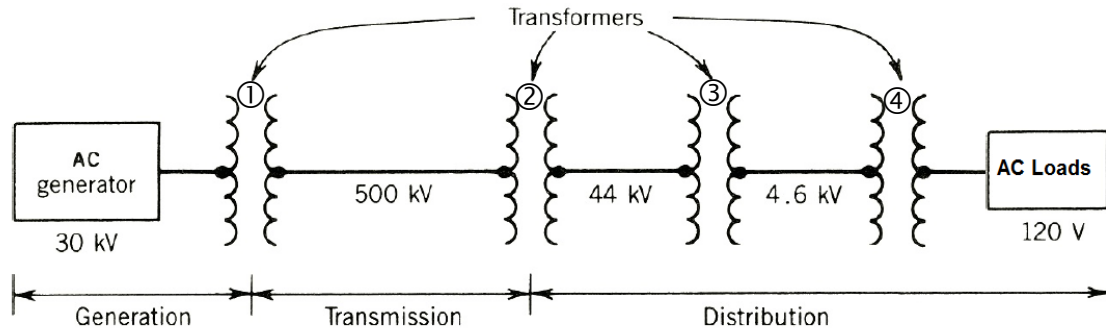 Transformers
① ② ③ ④
AC
generator
AC Loads
500 kV
44 kV
4.6 kV
30 kV
120 V
Generation
Transmission
Distribution